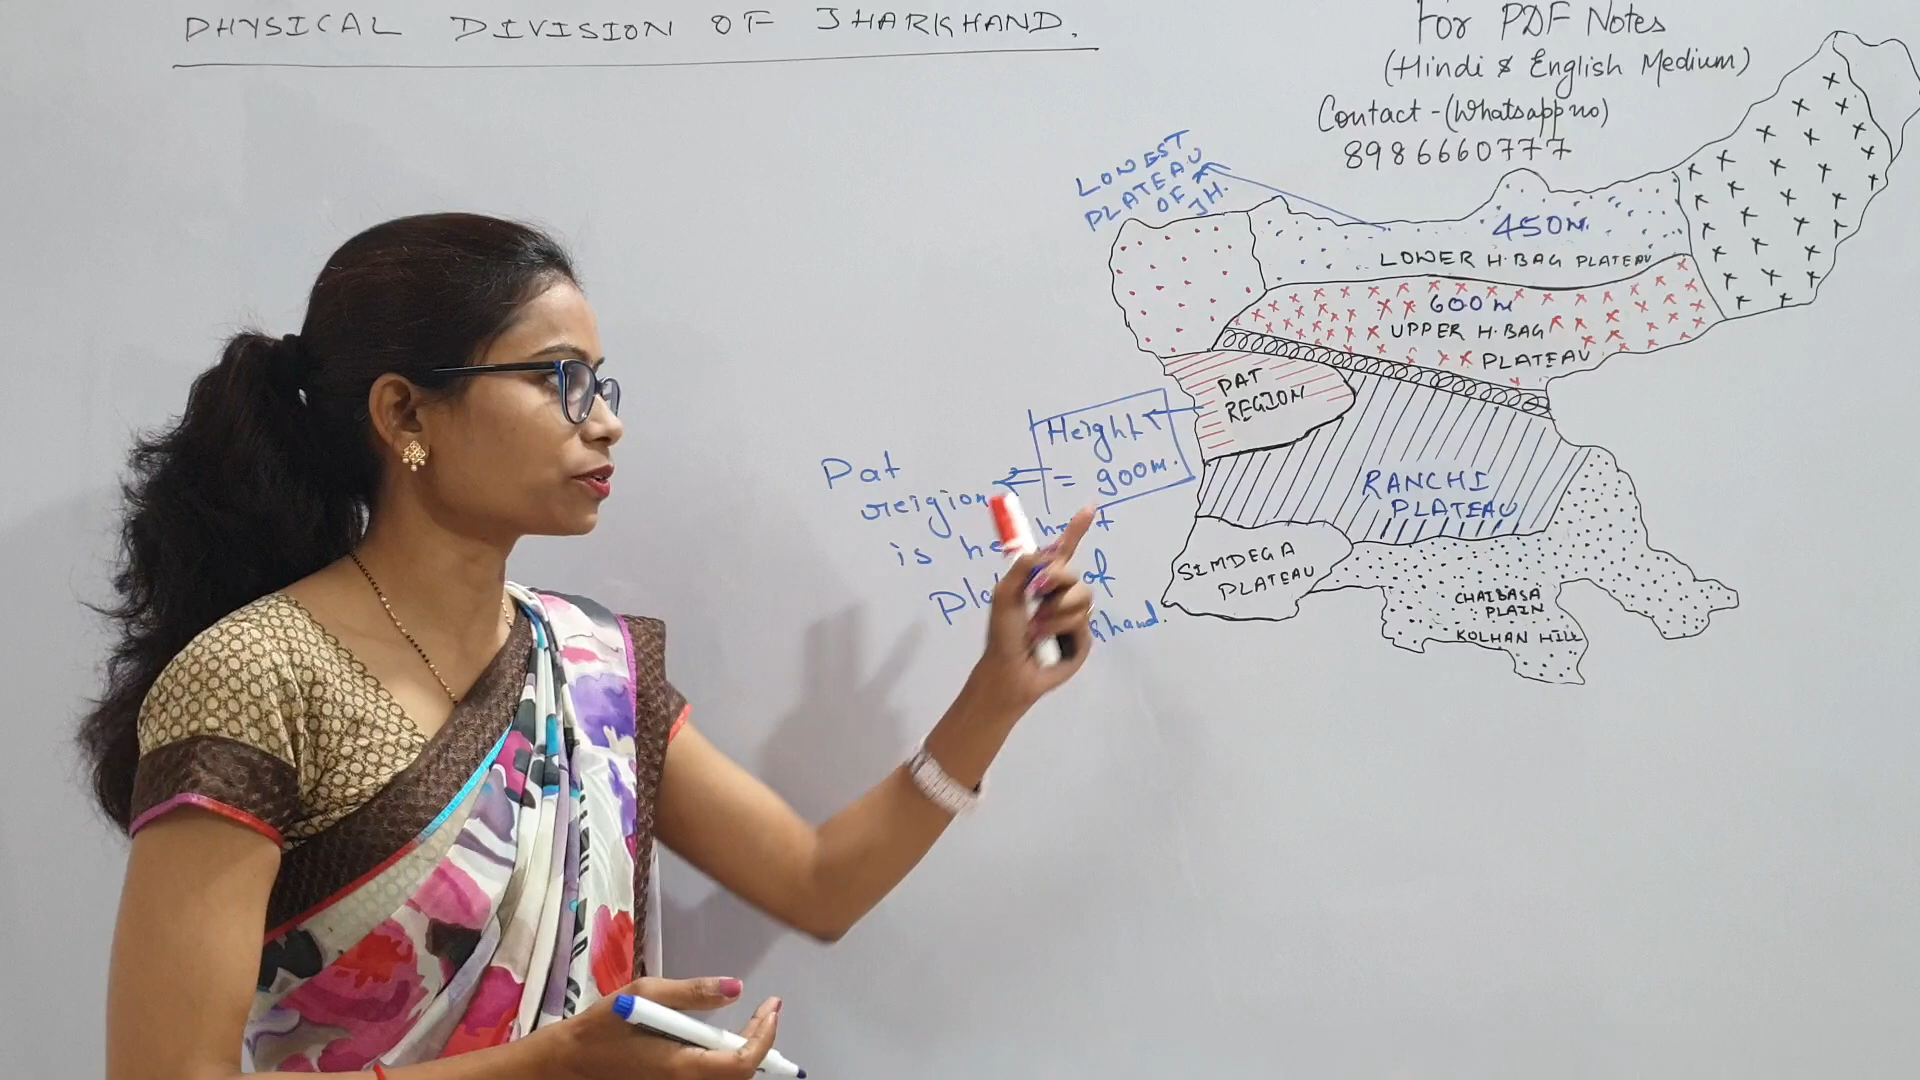 PHYSICAL DIVISION OF JHARKHAND.
For PDF Notes
(Hindi & English Medium)
Contact - (Whatsapp no)
8986660777
LOWEST
PLATEAU
OF
JH.
450m.
LOWER H.BAG PLATEAU
600m
UPPER H.BAG
PLATEAU
PAT
REGION
Height
= 900m.
Pat
reigion
is
of
RANCHI
PLATEAU
SIMDEGA
PLATEAU
CHAIBASA
PLAIN
KOLHAN HILL